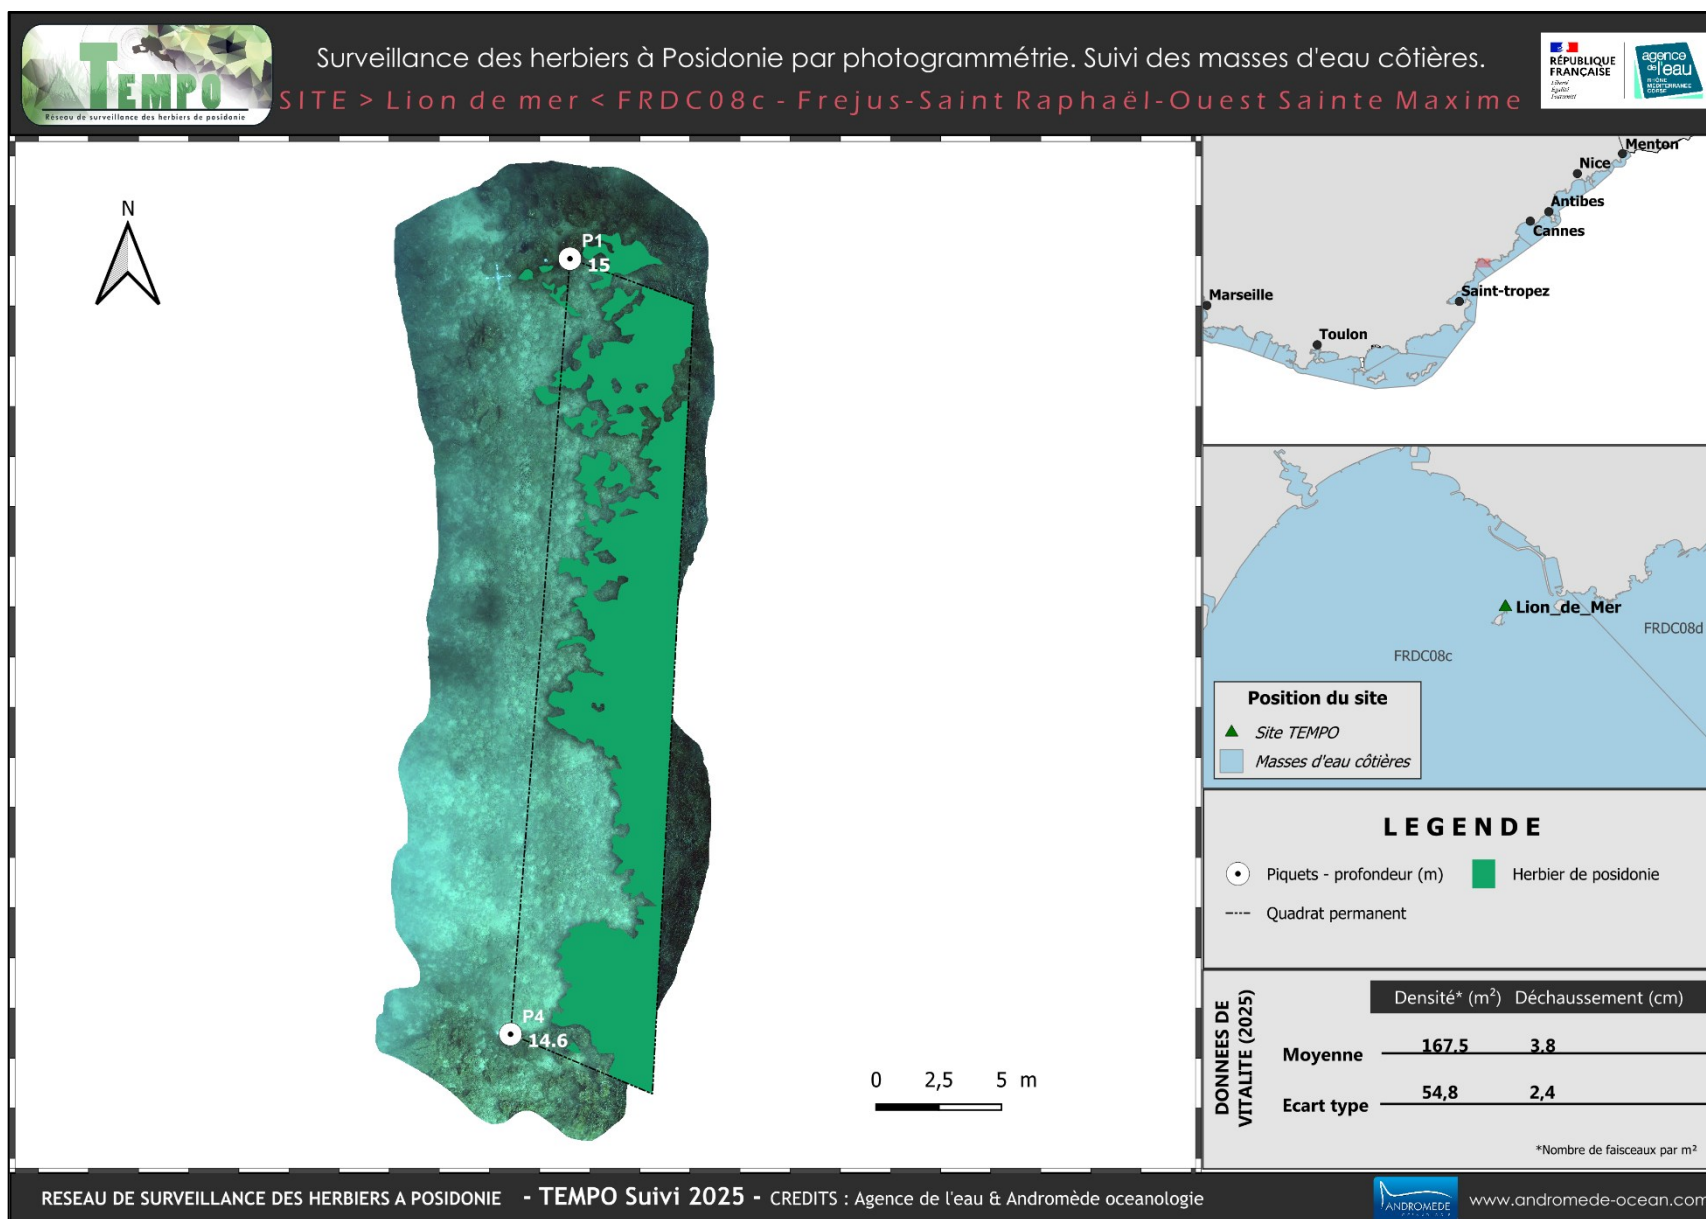 TEMPO
Réseau de surveillance des herbiers de posidonie
Surveillance des herbiers à Posidonie par photogrammétrie. Suivi des masses d'eau côtières.
SITE > Lion de mer < FRDC08c - Frejus-Saint Raphaël-Ouest Sainte Maxime
RÉPUBLIQUE
FRANÇAISE
Liberté
Égalité
Fraternité
agence
de l'eau
RHÔNE
MÉDITERRANÉE
CORSE
N
P1
15
P4
14.6
0 2,5 5 m
Menton
Nice
Antibes
Cannes
Saint-tropez
Marseille
Toulon
Lion_de_Mer
FRDC08d
FRDC08c
Position du site
Site TEMPO
Masses d'eau côtières
LEGENDE
Piquets - profondeur (m)
Herbier de posidonie
Quadrat permanent
DONNEES DE
VITALITE (2025)
Densité* (m²) Déchaussement (cm)
Moyenne 167,5 3,8
Ecart type 54,8 2,4
*Nombre de faisceaux par m²
RESEAU DE SURVEILLANCE DES HERBIERS A POSIDONIE - TEMPO Suivi 2025 - CREDITS : Agence de l'eau & Andromède oceanologie
ANDROMEDE
www.andromede-ocean.com